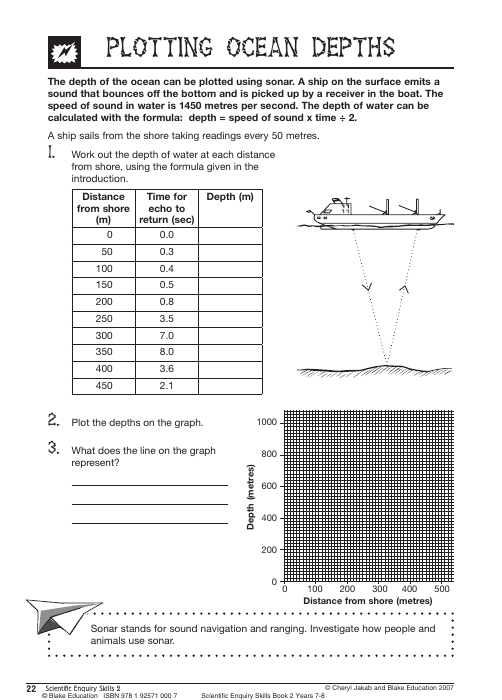 PLOTTING OCEAN DEPTHS
The depth of the ocean can be plotted using sonar. A ship on the surface emits a
sound that bounces off the bottom and is picked up by a receiver in the boat. The
speed of sound in water is 1450 metres per second. The depth of water can be
calculated with the formula: depth = speed of sound x time ÷ 2.
A ship sails from the shore taking readings every 50 metres.
1. Work out the depth of water at each distance
from shore, using the formula given in the
introduction.
Distance from shore (m) Time for echo to return (sec) Depth (m)
0 0.0
50 0.3
100 0.4
150 0.5
200 0.8
250 3.5
300 7.0
350 8.0
400 3.6
450 2.1
2. Plot the depths on the graph.
3. What does the line on the graph
represent?
Depth (metres)
1000
800
600
400
200
0
0 100 200 300 400 500
Distance from shore (metres)
Sonar stands for sound navigation and ranging. Investigate how people and
animals use sonar.
22 Scientific Enquiry Skills 2 © Cheryl Jakab and Blake Education 2007
© Blake Education ISBN 978 1 92571 000 7 Scientific Enquiry Skills Book 2 Years 7-8